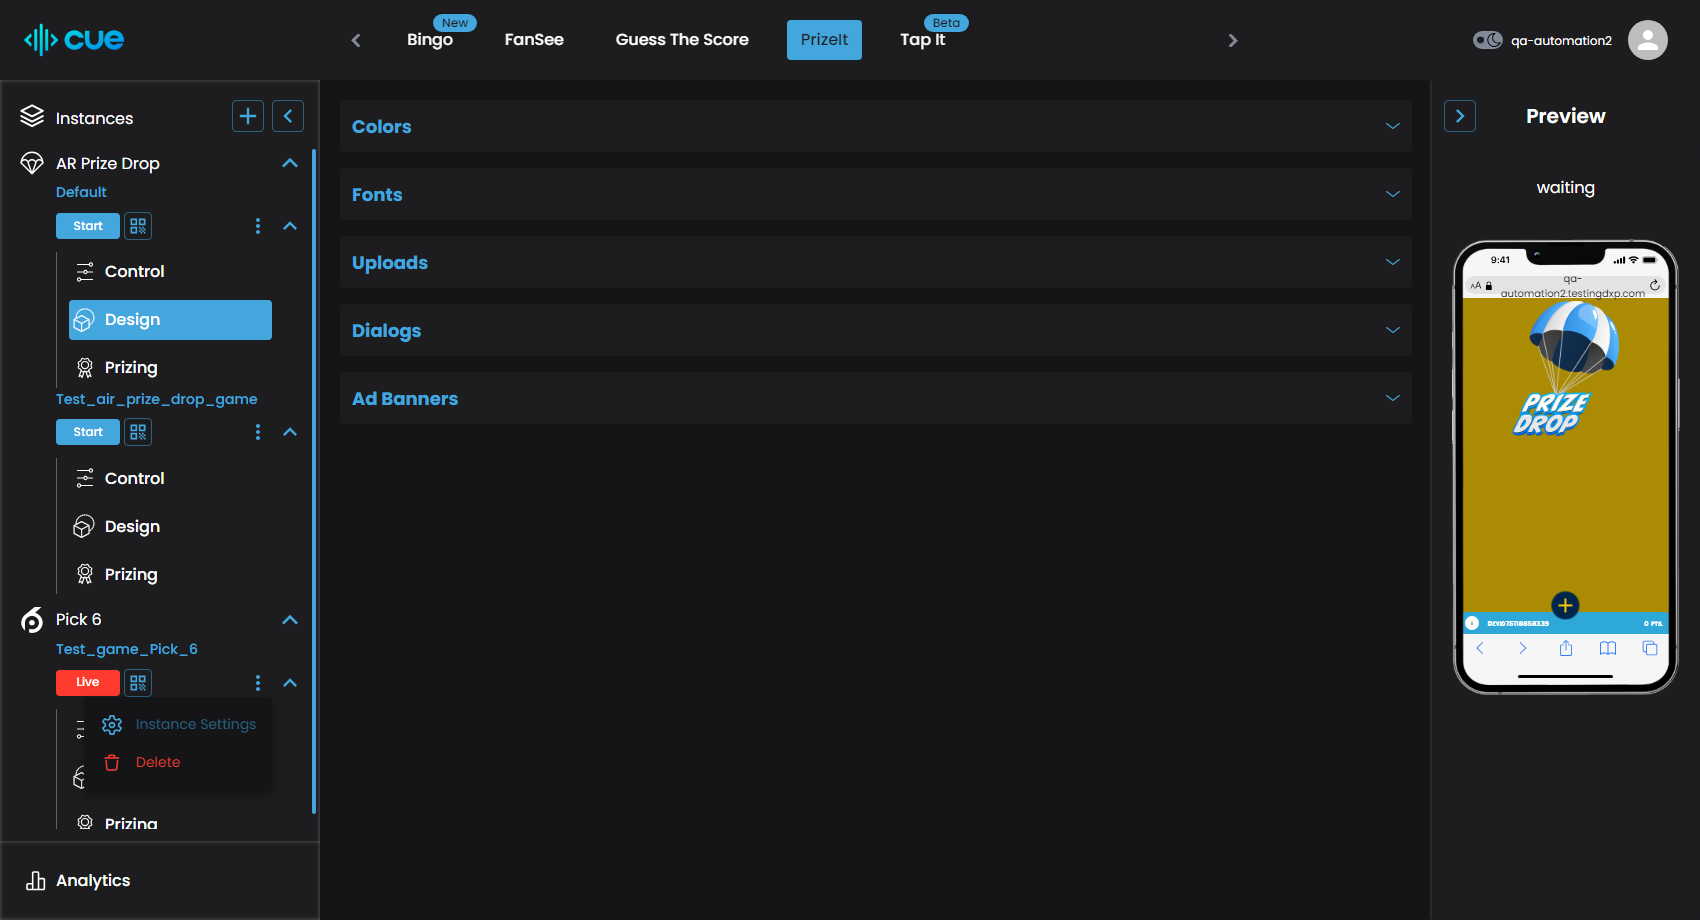 cue
New
Bingo
FanSee
Guess The Score
PrizeIt
Beta
Tap It
qa-automation2
Instances
AR Prize Drop
Default
Start
Control
Design
Prizing
Test_air_prize_drop_game
Start
Control
Design
Prizing
Pick 6
Test_game_Pick_6
Live
Instance Settings
Delete
Prizing
Analytics
Colors
Fonts
Uploads
Dialogs
Ad Banners
Preview
waiting
9:41
AA
qa-
automation2.testingdxp.com
PRIZE
DROP
0 PTS.